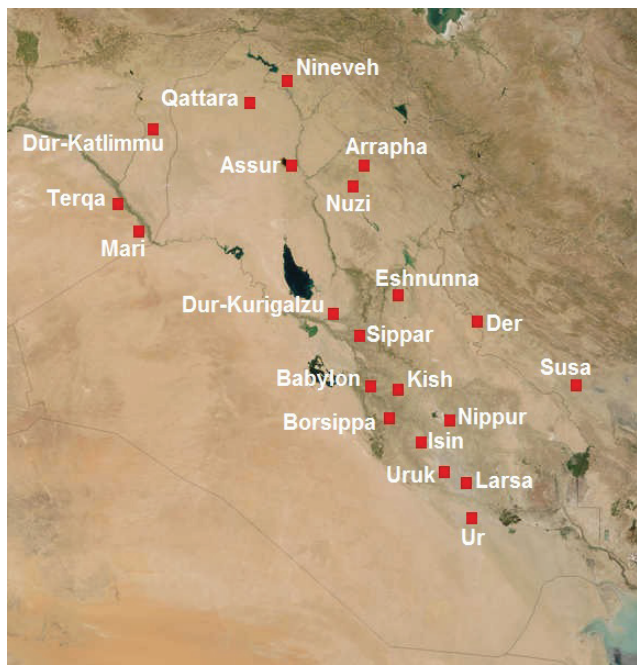 Nineveh
Qattara
Dūr-Katlimmu
Assur
Arrapha
Terqa
Nuzi
Mari
Eshnunna
Dur-Kurigalzu
Der
Sippar
Susa
Babylon
Kish
Borsippa
Nippur
Isin
Uruk
Larsa
Ur